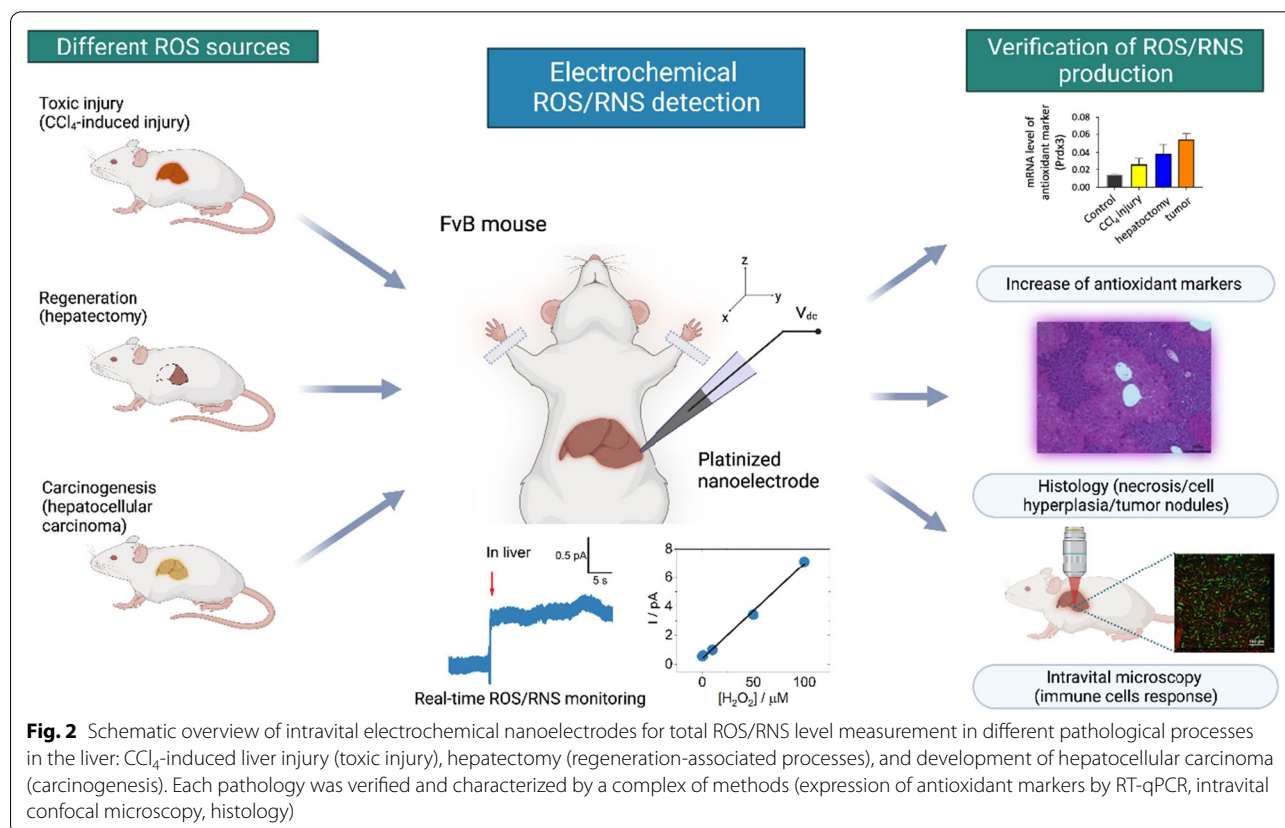 Different ROS sources
Toxic injury
(CCl₄-induced injury)
Regeneration
(hepatectomy)
Carcinogenesis
(hepatocellular
carcinoma)
Electrochemical
ROS/RNS detection
FvB mouse
z
y
x
V_dc
Platinized
nanoelectrode
In liver
0.5 pA
5 s
Real-time ROS/RNS monitoring
I / pA
8
6
4
2
0
0 50 100
[H₂O₂] / µM
Verification of ROS/RNS
production
mRNA level of
antioxidant marker
(Prdx3)
0.08
0.06
0.04
0.02
0.00
Control
CCl₄ injury
hepatoctomy
tumor
Increase of antioxidant markers
Histology (necrosis/cell
hyperplasia/tumor nodules)
Intravital microscopy
(immune cells response)
Fig. 2 Schematic overview of intravital electrochemical nanoelectrodes for total ROS/RNS level measurement in different pathological processes
in the liver: CCl₄-induced liver injury (toxic injury), hepatectomy (regeneration-associated processes), and development of hepatocellular carcinoma
(carcinogenesis). Each pathology was verified and characterized by a complex of methods (expression of antioxidant markers by RT-qPCR, intravital
confocal microscopy, histology)